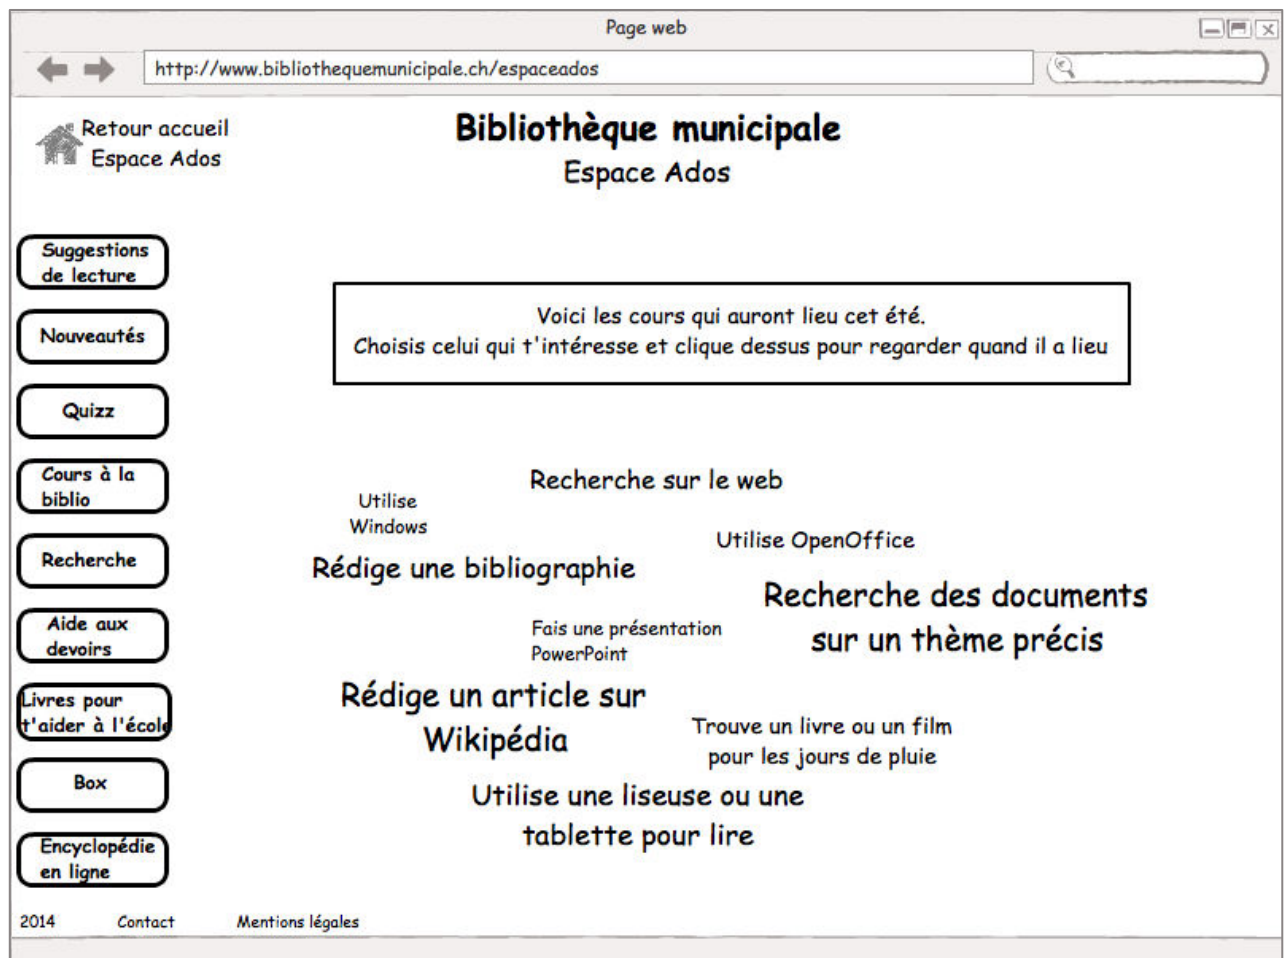 Page web
http://www.bibliothequemunicipale.ch/espaceados
Retour accueil
Espace Ados
Bibliothèque municipale
Espace Ados
Suggestions
de lecture
Nouveautés
Quizz
Cours à la
biblio
Recherche
Aide aux
devoirs
Livres pour
t'aider à l'école
Box
Encyclopédie
en ligne
Voici les cours qui auront lieu cet été.
Choisis celui qui t'intéresse et clique dessus pour regarder quand il a lieu
Recherche sur le web
Utilise
Windows
Utilise OpenOffice
Rédige une bibliographie
Recherche des documents
sur un thème précis
Fais une présentation
PowerPoint
Rédige un article sur
Wikipédia
Trouve un livre ou un film
pour les jours de pluie
Utilise une liseuse ou une
tablette pour lire
2014 Contact Mentions légales